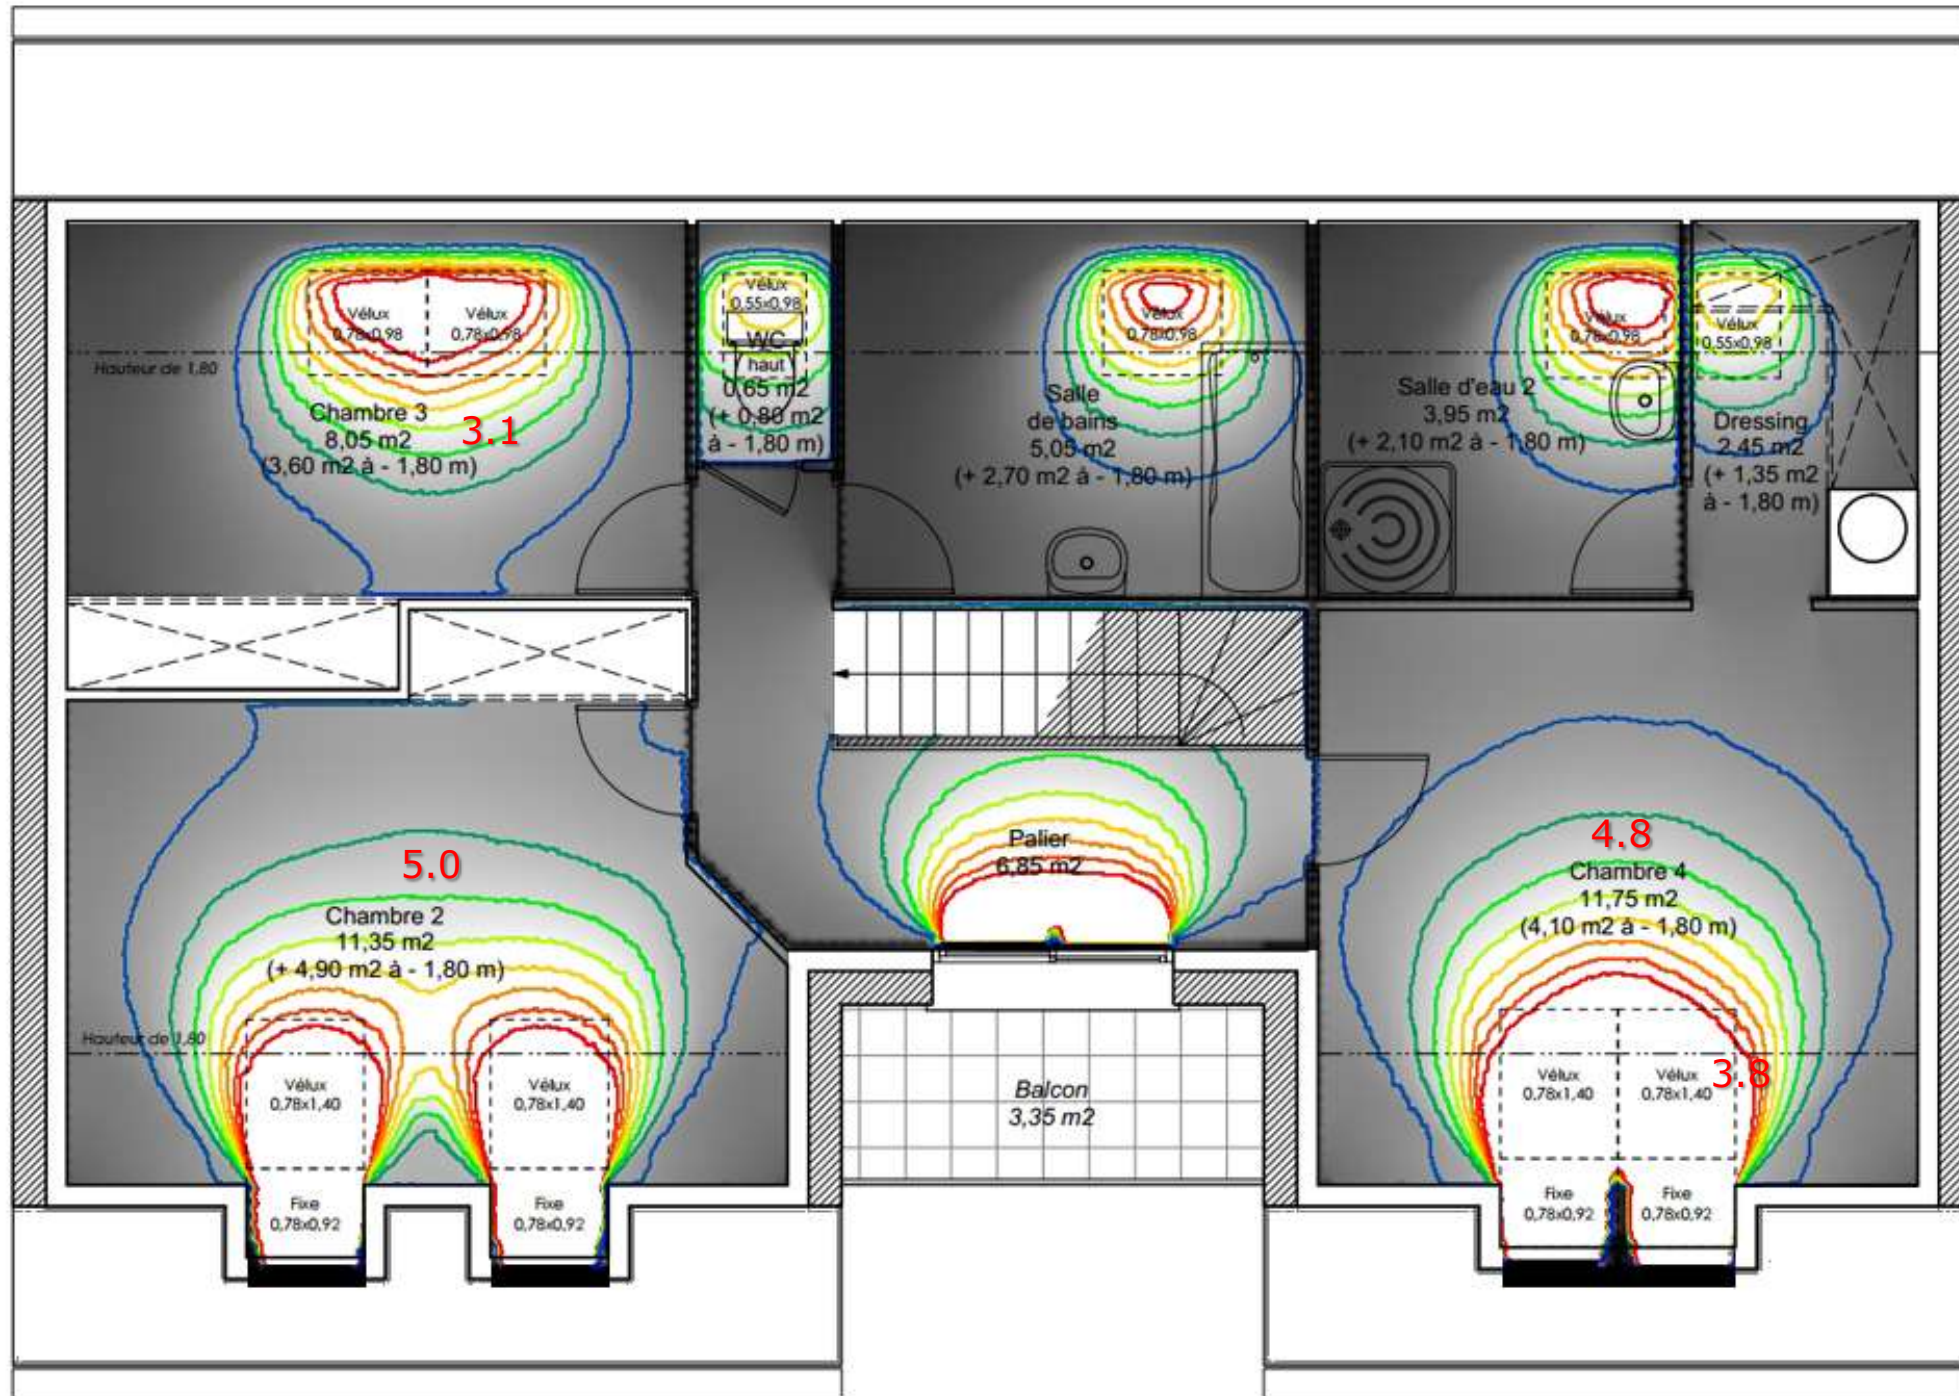 Vélux
0,78x0,98
Vélux
0,78x0,98
Hauteur de 1,80
Chambre 3
8,05 m2
(3,60 m2 à - 1,80 m)
3.1
Vélux
0,55x0,98
WC
haut
0,65 m2
(+ 0,80 m2
à - 1,80 m)
Vélux
0,78x0,98
Salle
de bains
5,05 m2
(+ 2,70 m2 à - 1,80 m)
Vélux
0,78x0,98
Salle d'eau 2
3,95 m2
(+ 2,10 m2 à - 1,80 m)
Vélux
0,55x0,98
Dressing
2,45 m2
(+ 1,35 m2
à - 1,80 m)
5.0
Chambre 2
11,35 m2
(+ 4,90 m2 à - 1,80 m)
Hauteur de 1,80
Vélux
0,78x1,40
Vélux
0,78x1,40
Fixe
0,78x0,92
Fixe
0,78x0,92
Palier
6,85 m2
Balcon
3,35 m2
4.8
Chambre 4
11,75 m2
(4,10 m2 à - 1,80 m)
Vélux
0,78x1,40
Vélux
0,78x1,40
3.8
Fixe
0,78x0,92
Fixe
0,78x0,92